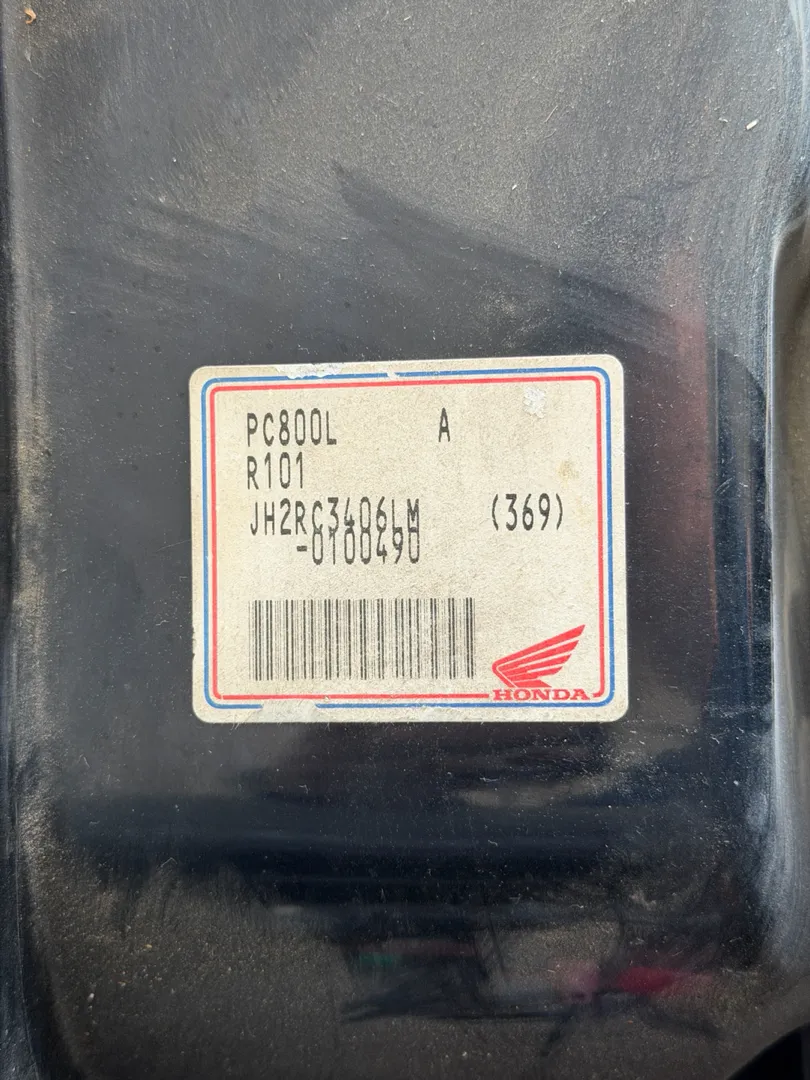 PC800L A
R101
JH2RC3406LM (369)
-0100490
HONDA